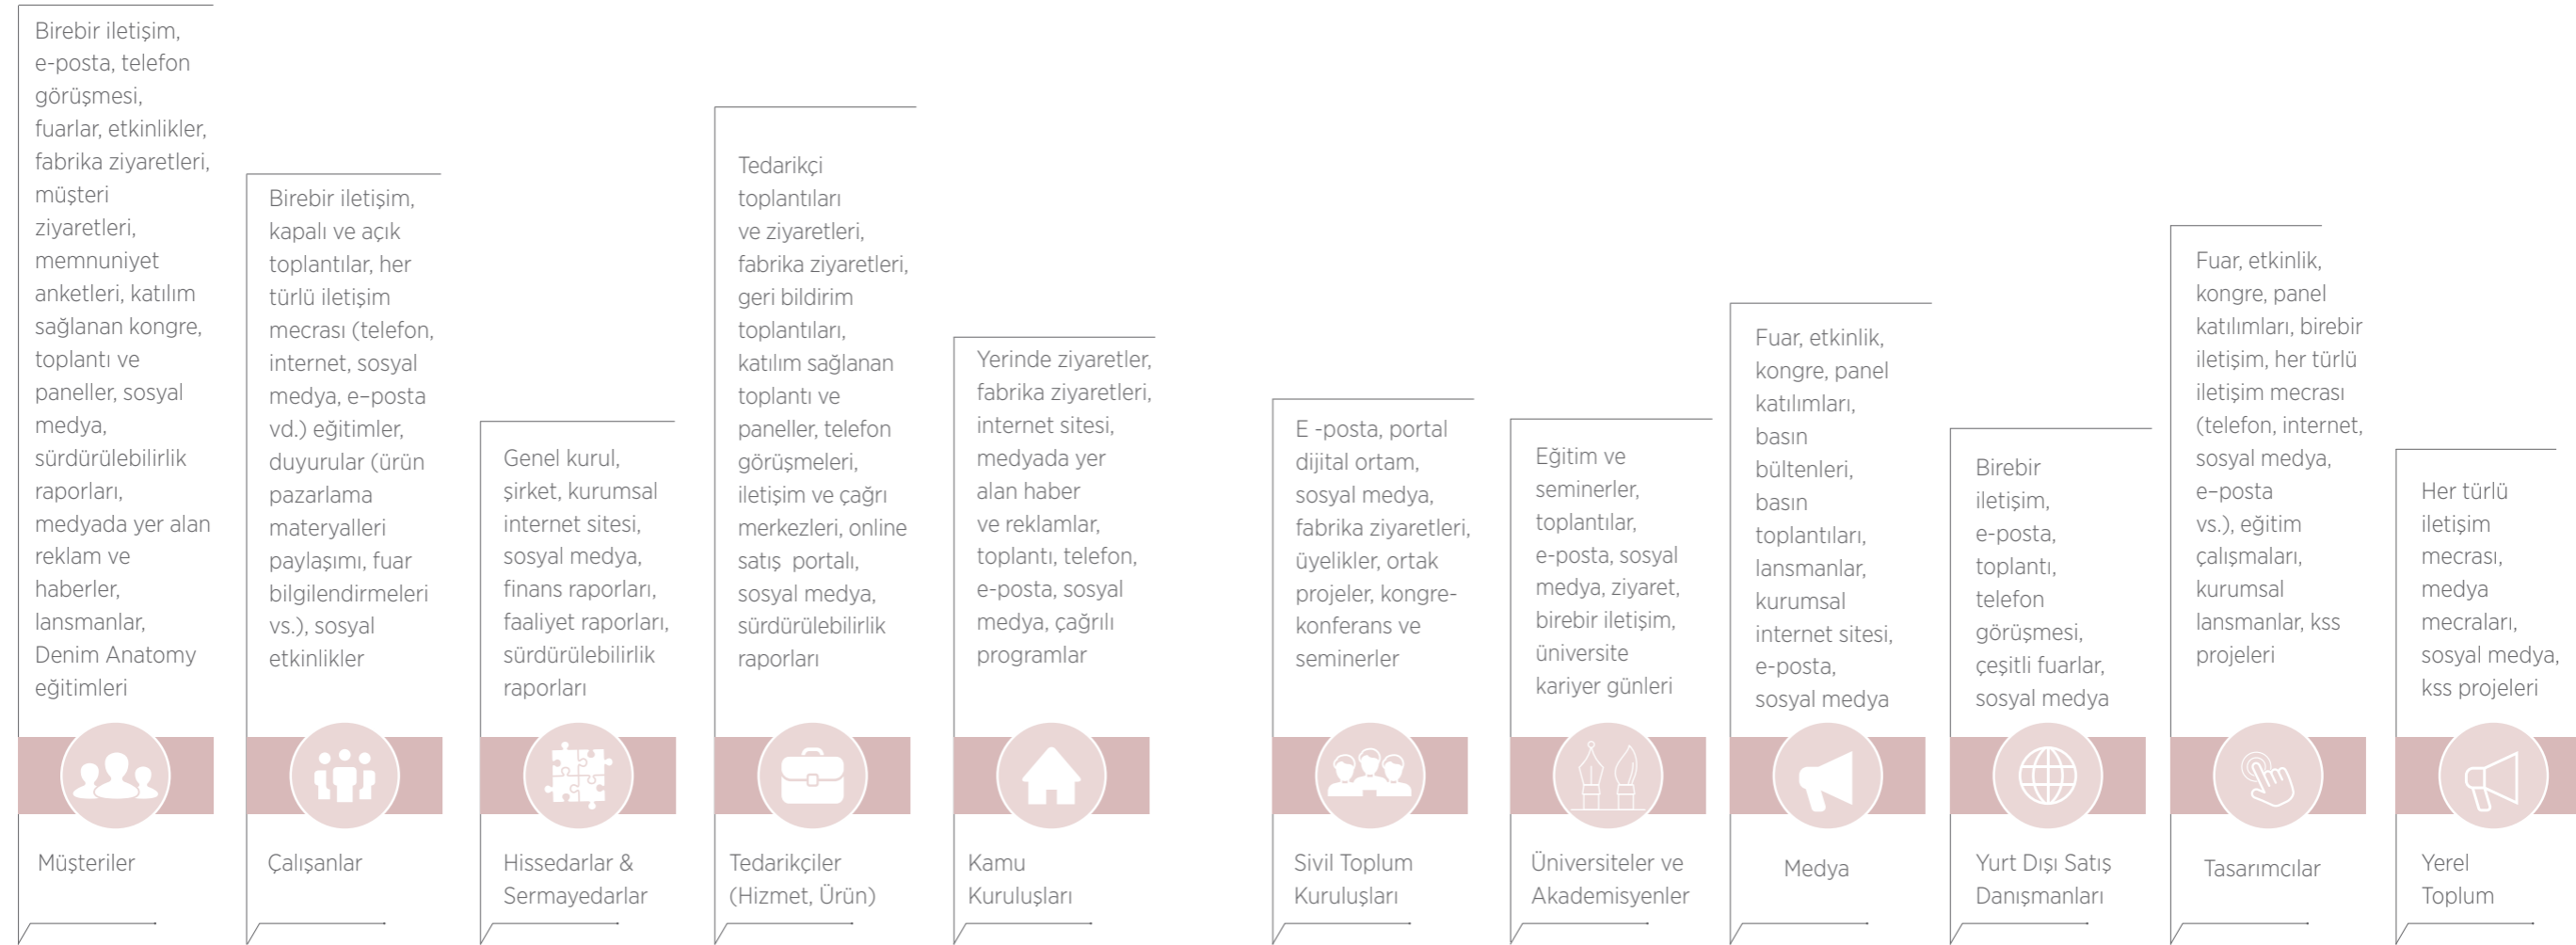 Birebir iletişim,
e-posta, telefon
görüşmesi,
fuarlar, etkinlikler,
fabrika ziyaretleri,
müşteri
ziyaretleri,
memnuniyet
anketleri, katılım
sağlanan kongre,
toplantı ve
paneller, sosyal
medya,
sürdürülebilirlik
raporları,
medyada yer alan
reklam ve
haberler,
lansmanlar,
Denim Anatomy
eğitimleri
Müşteriler
Birebir iletişim,
kapalı ve açık
toplantılar, her
türlü iletişim
mecrası (telefon,
internet, sosyal
medya, e–posta
vd.) eğitimler,
duyurular (ürün
pazarlama
materyalleri
paylaşımı, fuar
bilgilendirmeleri
vs.), sosyal
etkinlikler
Çalışanlar
Genel kurul,
şirket, kurumsal
internet sitesi,
sosyal medya,
finans raporları,
faaliyet raporları,
sürdürülebilirlik
raporları
Hissedarlar &
Sermayedarlar
Tedarikçi
toplantıları
ve ziyaretleri,
fabrika ziyaretleri,
geri bildirim
toplantıları,
katılım sağlanan
toplantı ve
paneller, telefon
görüşmeleri,
iletişim ve çağrı
merkezleri, online
satış portalı,
sosyal medya,
sürdürülebilirlik
raporları
Tedarikçiler
(Hizmet, Ürün)
Yerinde ziyaretler,
fabrika ziyaretleri,
internet sitesi,
medyada yer
alan haber
ve reklamlar,
toplantı, telefon,
e-posta, sosyal
medya, çağrılı
programlar
Kamu
Kuruluşları
E -posta, portal
dijital ortam,
sosyal medya,
fabrika ziyaretleri,
üyelikler, ortak
projeler, kongre-
konferans ve
seminerler
Sivil Toplum
Kuruluşları
Eğitim ve
seminerler,
toplantılar,
e-posta, sosyal
medya, ziyaret,
birebir iletişim,
üniversite
kariyer günleri
Üniversiteler ve
Akademisyenler
Fuar, etkinlik,
kongre, panel
katılımları,
basın
bültenleri,
basın
toplantıları,
lansmanlar,
kurumsal
internet sitesi,
e-posta,
sosyal medya
Medya
Birebir
iletişim,
e-posta,
toplantı,
telefon
görüşmesi,
çeşitli fuarlar,
sosyal medya
Yurt Dışı Satış
Danışmanları
Fuar, etkinlik,
kongre, panel
katılımları, birebir
iletişim, her türlü
iletişim mecrası
(telefon, internet,
sosyal medya,
e–posta
vs.), eğitim
çalışmaları,
kurumsal
lansmanlar, kss
projeleri
Tasarımcılar
Her türlü
iletişim
mecrası,
medya
mecraları,
sosyal medya,
kss projeleri
Yerel
Toplum